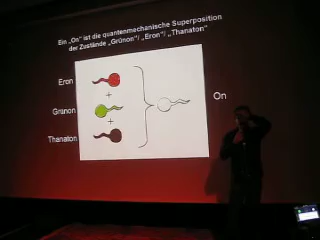 Ein „On" ist die quantenmechanische Superposition
der Zustände „Grünon"/ „Eron"/ „Thanaton"
Eron
+
Grünon
+
Thanaton
On